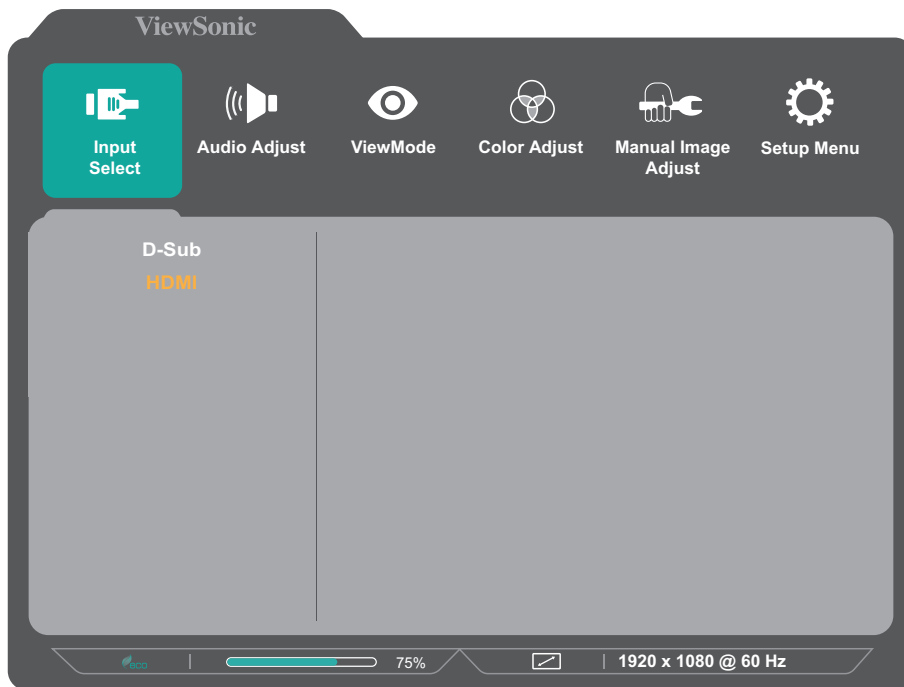 ViewSonic
Input Select
Audio Adjust
ViewMode
Color Adjust
Manual Image Adjust
Setup Menu
D-Sub
HDMI
eco
75%
1920 x 1080 @ 60 Hz